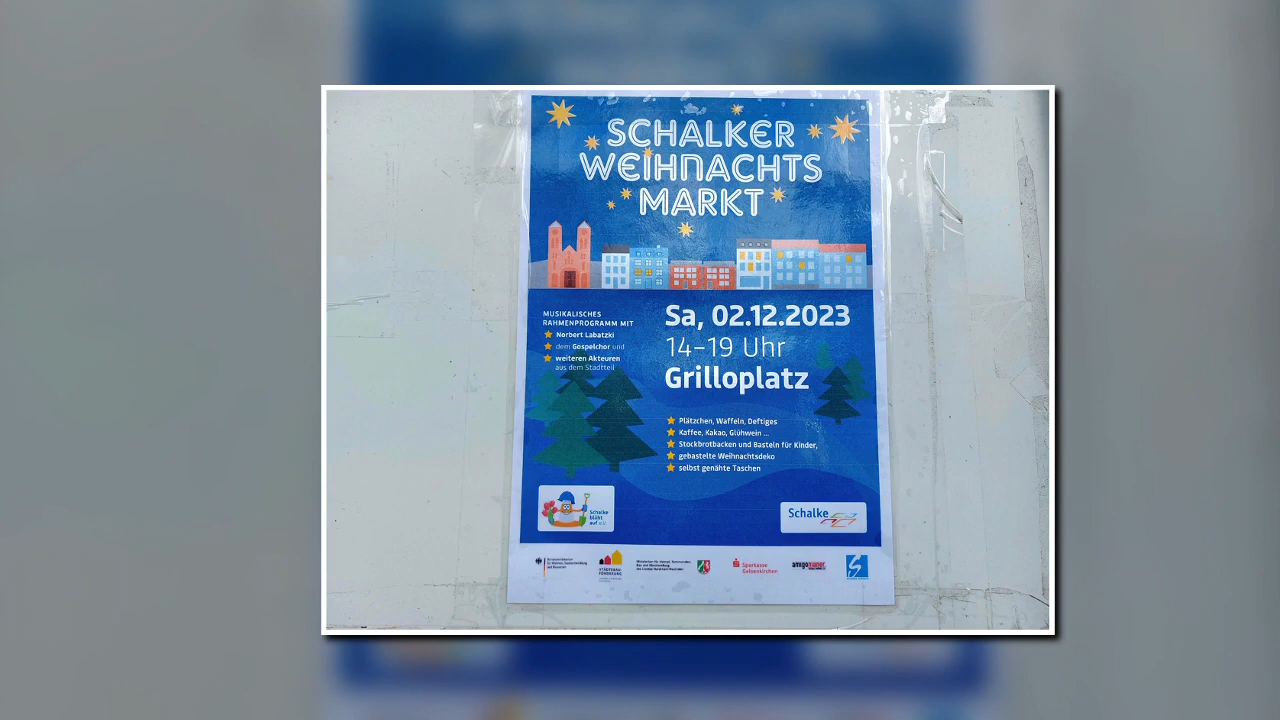 SCHALKER
WEIHNACHTS
MARKT
MUSIKALISCHES
RAHMENPROGRAMM MIT
Norbert Labatzki
dem Gospelchor und
weiteren Akteuren
aus dem Stadtteil
Sa, 02.12.2023
14–19 Uhr
Grilloplatz
Plätzchen, Waffeln, Deftiges
Kaffee, Kakao, Glühwein ...
Stockbrotbacken und Basteln für Kinder,
gebastelte Weihnachtsdeko
selbst genähte Taschen
Schalke
blüht
auf e.V.
Schalke
STÄDTEBAU-
FÖRDERUNG
Sparkasse
Gelsenkirchen